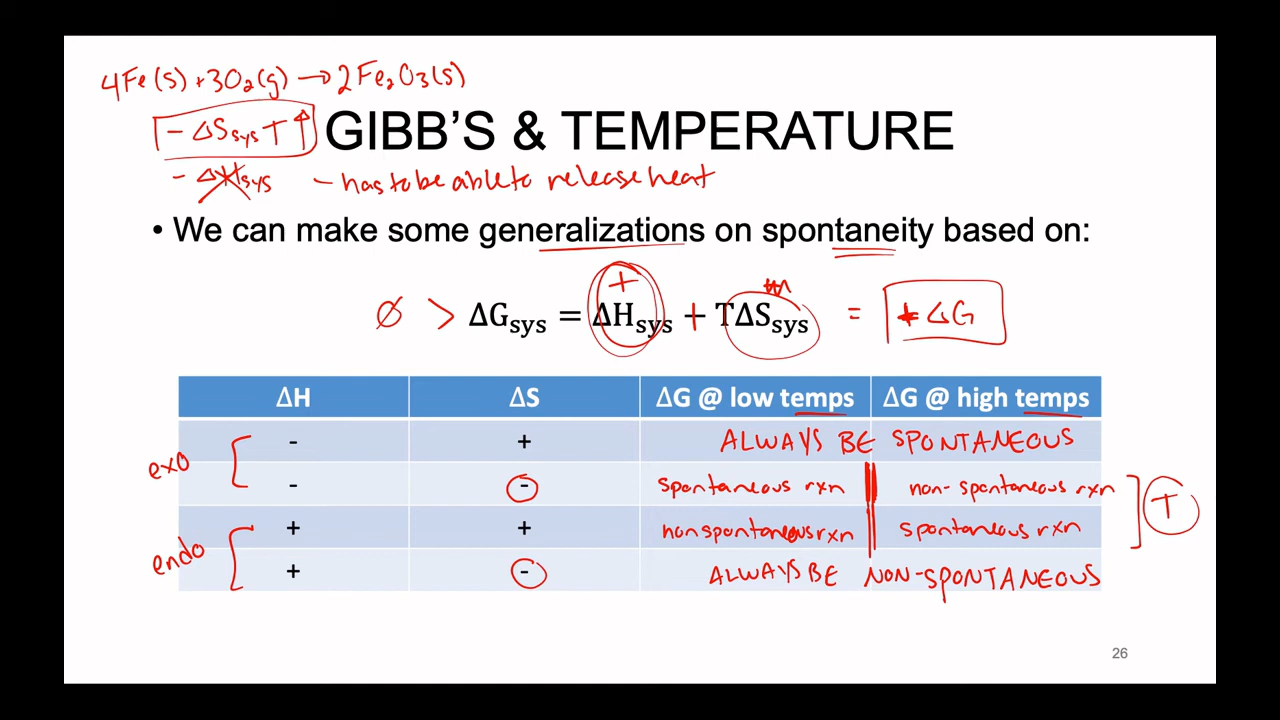 4Fe(s) + 3O₂(g) → 2Fe₂O₃(s)
- ΔSsys T ↑
GIBB'S & TEMPERATURE
- ΔHsys - has to be able to release heat
• We can make some generalizations on spontaneity based on:
+
∅ > ΔGsys = ΔHsys + TΔSsys = + ΔG
ΔH ΔS ΔG @ low temps ΔG @ high temps
- + ALWAYS BE SPONTANEOUS
exo
- - spontaneous rxn non-spontaneous rxn
T
+ + nonspontaneous rxn spontaneous rxn
endo
+ - ALWAYS BE NON-SPONTANEOUS
26